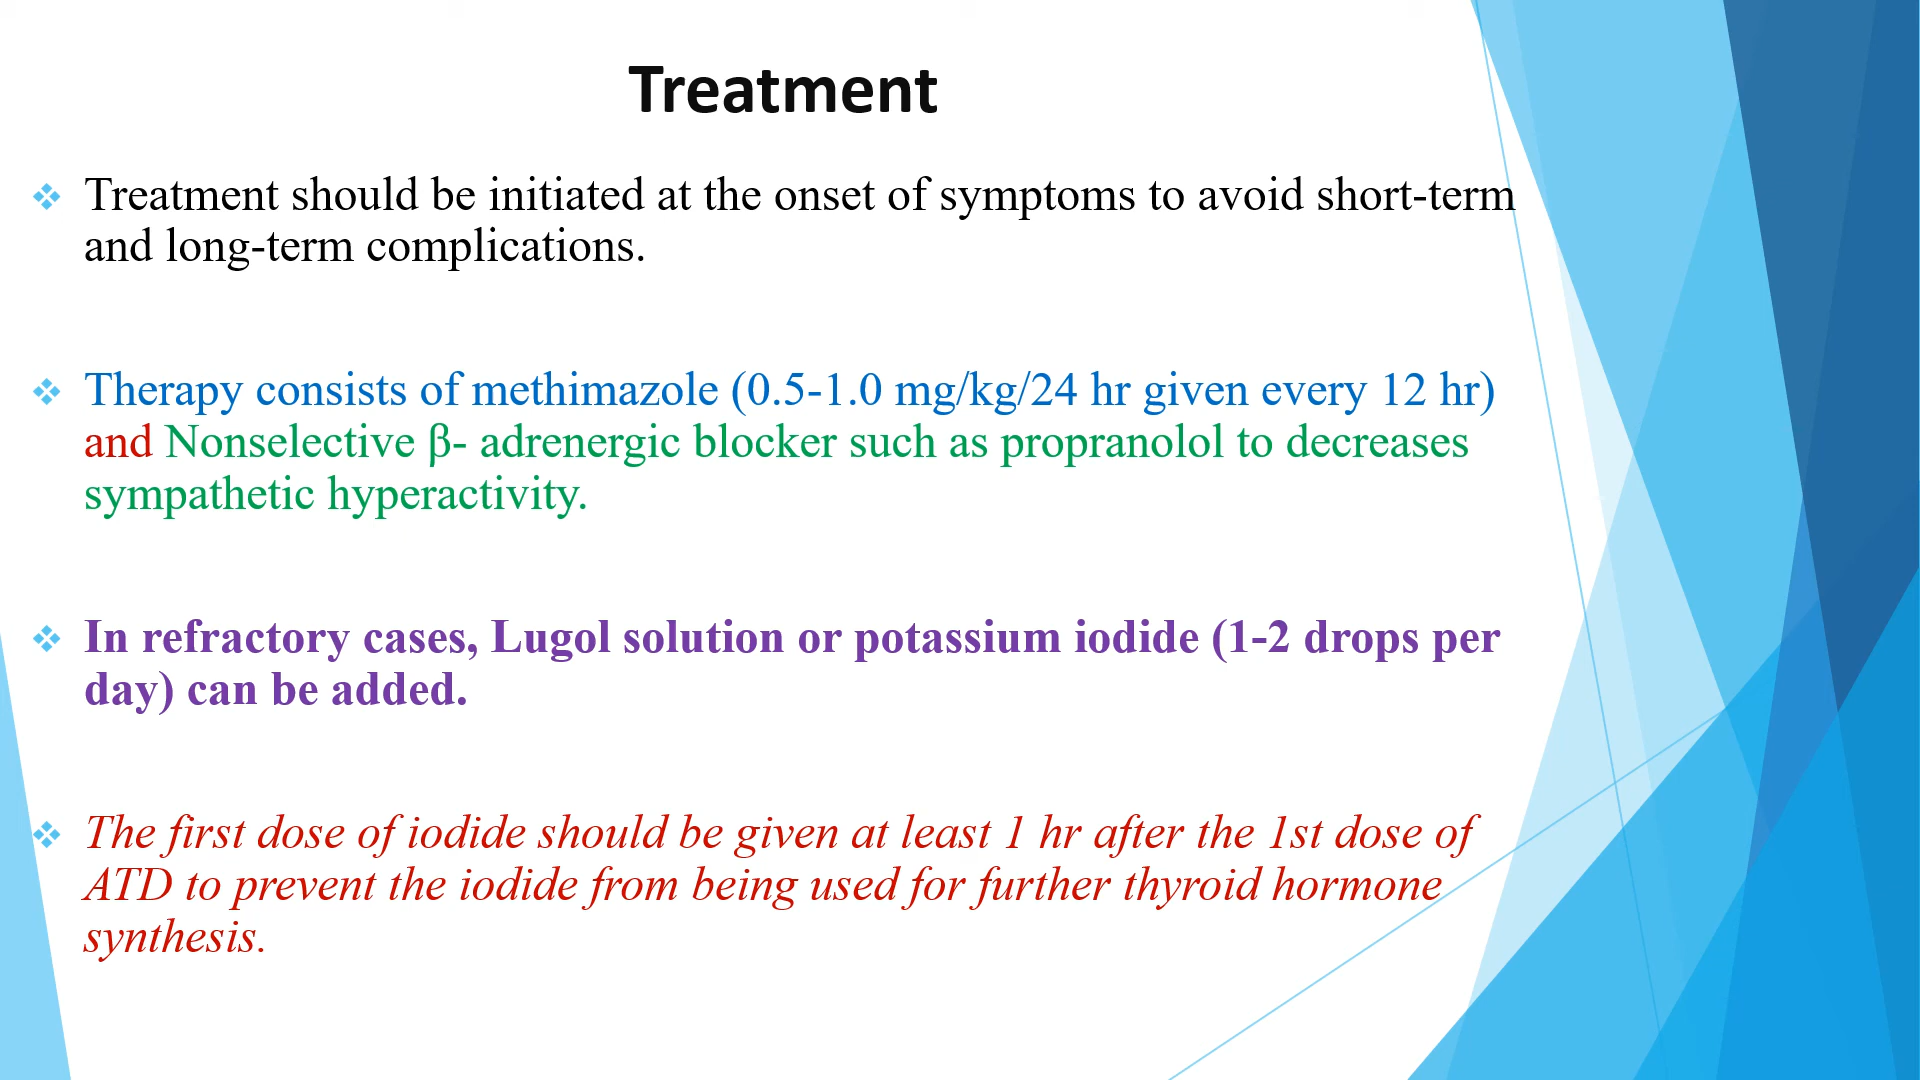 Treatment
Treatment should be initiated at the onset of symptoms to avoid short-term
and long-term complications.
Therapy consists of methimazole (0.5-1.0 mg/kg/24 hr given every 12 hr)
and Nonselective β- adrenergic blocker such as propranolol to decreases
sympathetic hyperactivity.
In refractory cases, Lugol solution or potassium iodide (1-2 drops per
day) can be added.
The first dose of iodide should be given at least 1 hr after the 1st dose of
ATD to prevent the iodide from being used for further thyroid hormone
synthesis.